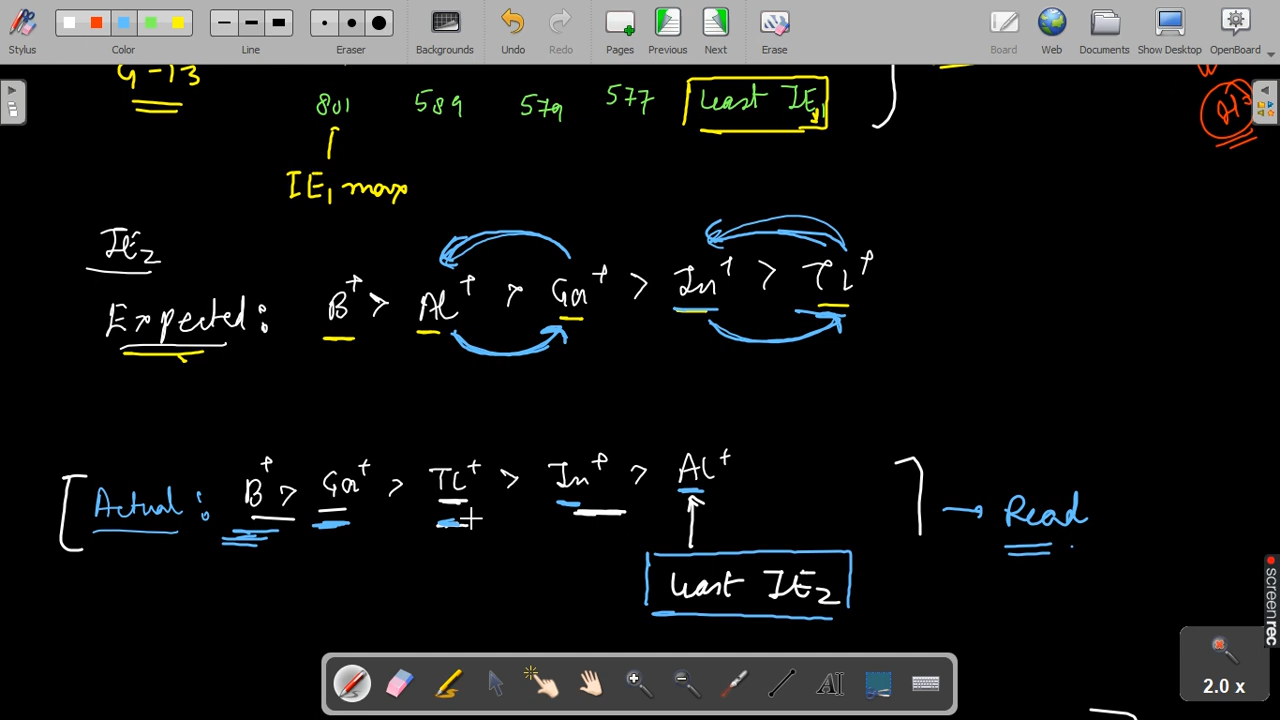 Stylus Color Line Eraser Backgrounds Undo Redo Pages Previous Next Erase Board Web Documents Show Desktop OpenBoard
G-13
801 589 579 577 Least IE1
IE1 max
IE2
Expected: B+ > Al+ > Ga+ > In+ > Tl+
Actual: B+ > Ga+ > Tl+ > In+ > Al+ → Read
Least IE2
screenrec
2.0 x